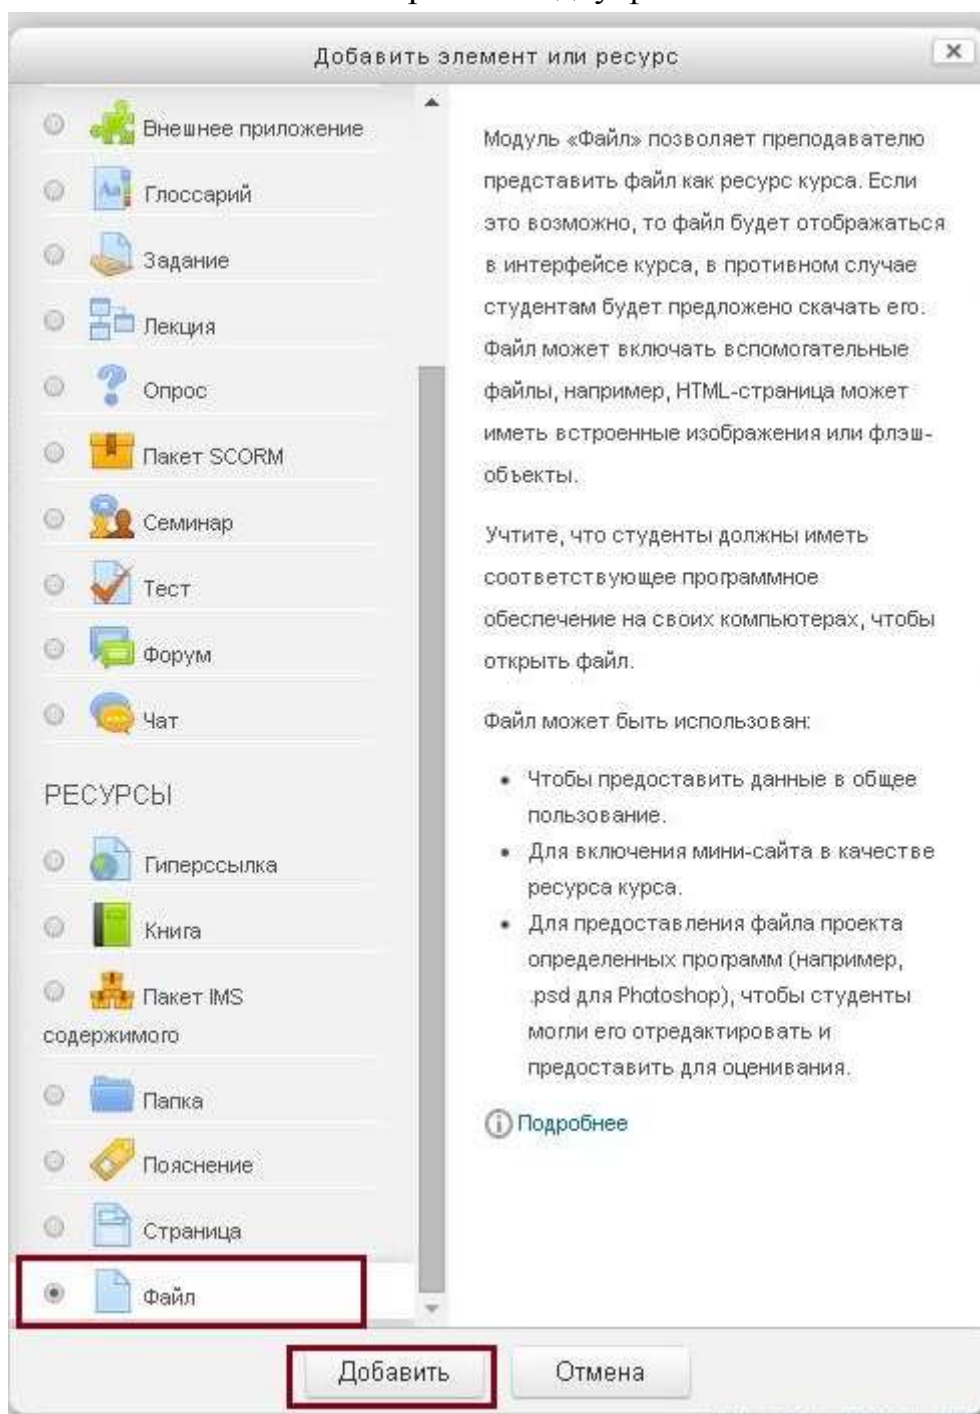 Добавить элемент или ресурс
Внешнее приложение
Глоссарий
Задание
Лекция
Опрос
Пакет SCORM
Семинар
Тест
Форум
Чат
РЕСУРСЫ
Гиперссылка
Книга
Пакет IMS
содержимого
Папка
Пояснение
Страница
Файл
Модуль «Файл» позволяет преподавателю
представить файл как ресурс курса. Если
это возможно, то файл будет отображаться
в интерфейсе курса, в противном случае
студентам будет предложено скачать его.
Файл может включать вспомогательные
файлы, например, HTML-страница может
иметь встроенные изображения или флэш-
объекты.
Учтите, что студенты должны иметь
соответствующее программное
обеспечение на своих компьютерах, чтобы
открыть файл.
Файл может быть использован:
• Чтобы предоставить данные в общее
пользование.
• Для включения мини-сайта в качестве
ресурса курса.
• Для предоставления файла проекта
определенных программ (например,
.psd для Photoshop), чтобы студенты
могли его отредактировать и
предоставить для оценивания.
Подробнее
Добавить
Отмена